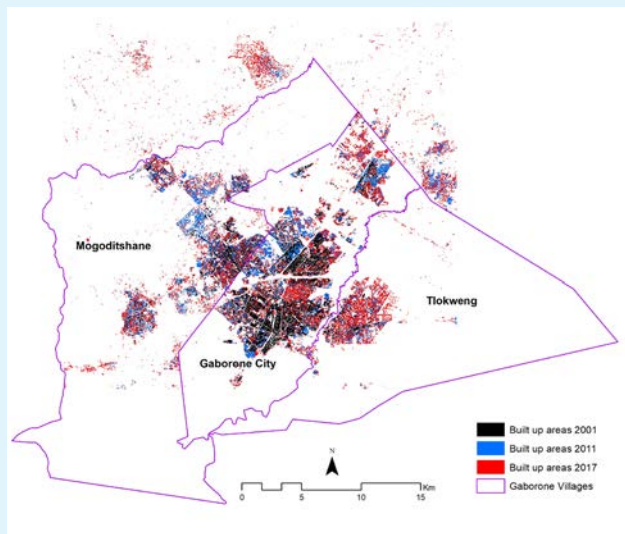 Mogoditshane
Tlokweng
Gaborone City
Built up areas 2001
Built up areas 2011
Built up areas 2017
Gaborone Villages
N
Km
0 5 10 15